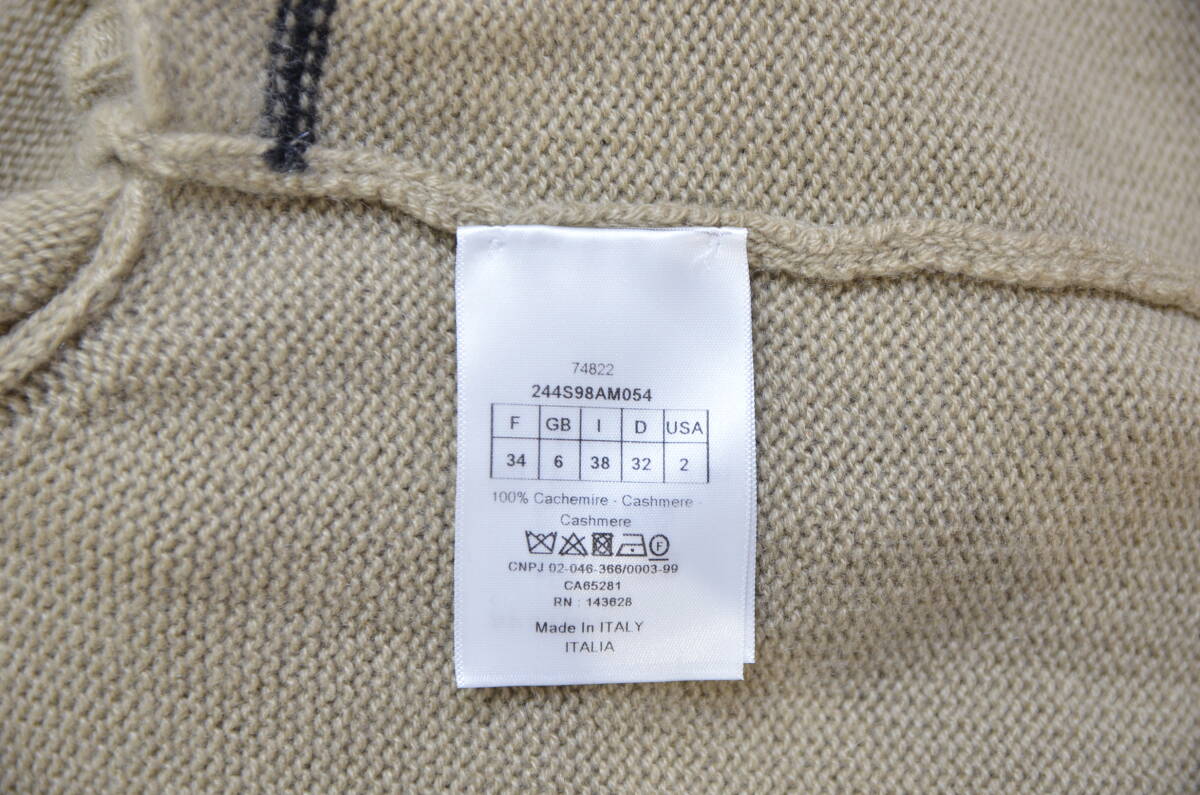 74822
244S98AM054
F GB I D USA
34 6 38 32 2
100% Cachemire - Cashmere -
Cashmere
F
CNPJ 02-046-366/0003-99
CA65281
RN : 143628
Made In ITALY
ITALIA